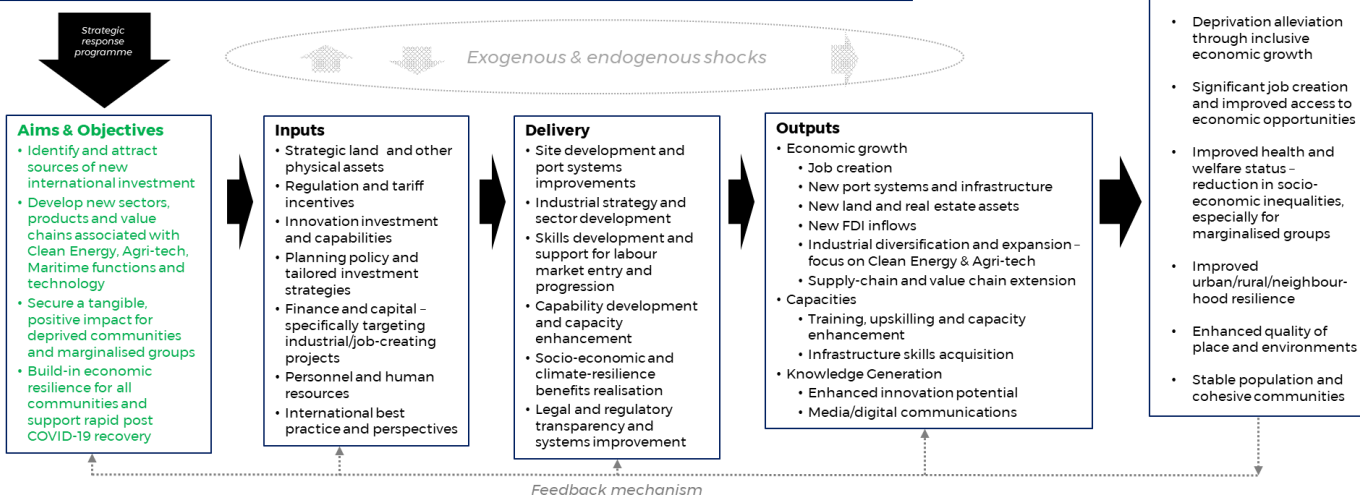 Strategic
response
programme
Exogenous & endogenous shocks
Aims & Objectives
• Identify and attract
sources of new
international investment
• Develop new sectors,
products and value
chains associated with
Clean Energy, Agri-tech,
Maritime functions and
technology
• Secure a tangible,
positive impact for
deprived communities
and marginalised groups
• Build-in economic
resilience for all
communities and
support rapid post
COVID-19 recovery
Inputs
• Strategic land and other
physical assets
• Regulation and tariff
incentives
• Innovation investment
and capabilities
• Planning policy and
tailored investment
strategies
• Finance and capital –
specifically targeting
industrial/job-creating
projects
• Personnel and human
resources
• International best
practice and perspectives
Delivery
• Site development and
port systems
improvements
• Industrial strategy and
sector development
• Skills development and
support for labour
market entry and
progression
• Capability development
and capacity
enhancement
• Socio-economic and
climate-resilience
benefits realisation
• Legal and regulatory
transparency and
systems improvement
Outputs
• Economic growth
• Job creation
• New port systems and infrastructure
• New land and real estate assets
• New FDI inflows
• Industrial diversification and expansion –
focus on Clean Energy & Agri-tech
• Supply-chain and value chain extension
• Capacities
• Training, upskilling and capacity
enhancement
• Infrastructure skills acquisition
• Knowledge Generation
• Enhanced innovation potential
• Media/digital communications
• Deprivation alleviation
through inclusive
economic growth
• Significant job creation
and improved access to
economic opportunities
• Improved health and
welfare status –
reduction in socio-
economic inequalities,
especially for
marginalised groups
• Improved
urban/rural/neighbour-
hood resilience
• Enhanced quality of
place and environments
• Stable population and
cohesive communities
Feedback mechanism